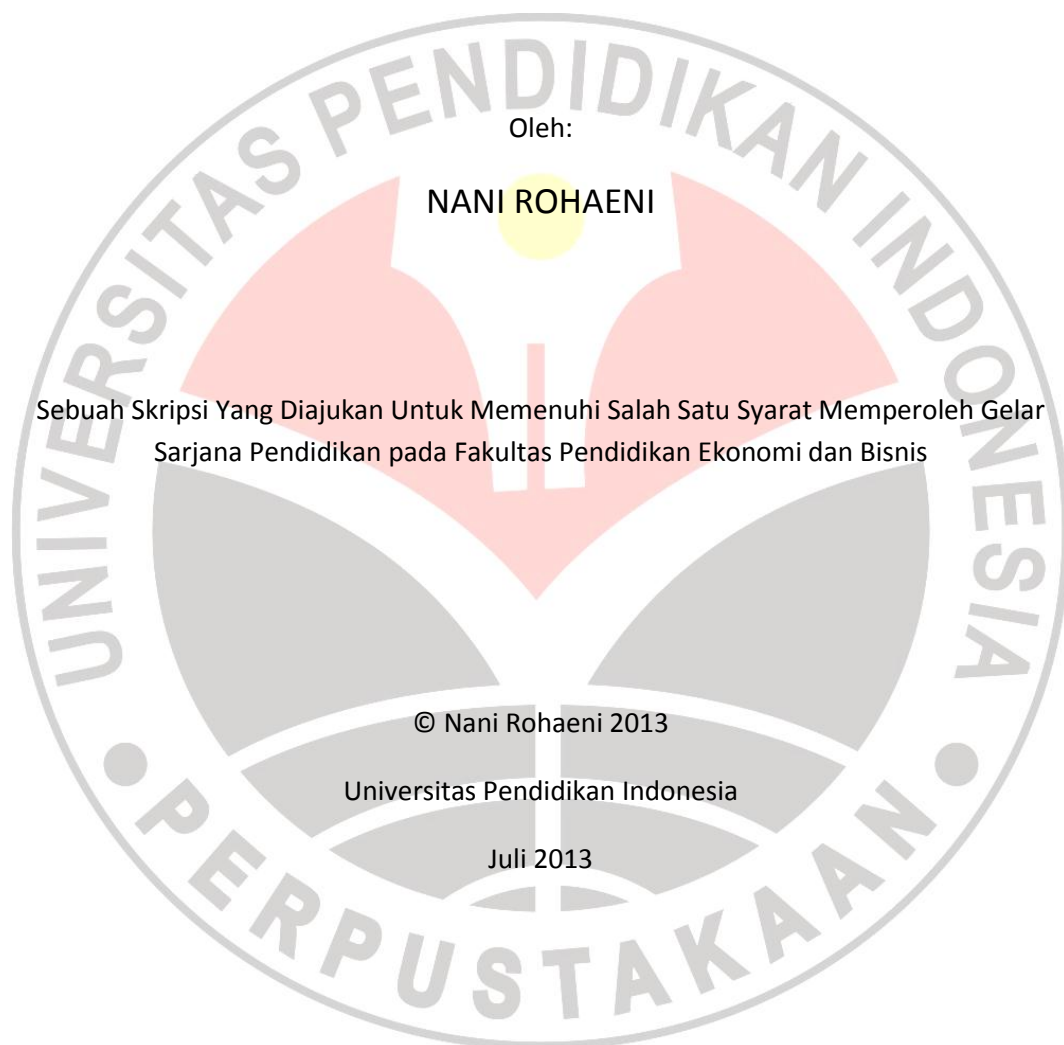 UNIVERSITAS PENDIDIKAN INDONESIA
Oleh:
NANI ROHAENI
Sebuah Skripsi Yang Diajukan Untuk Memenuhi Salah Satu Syarat Memperoleh Gelar
Sarjana Pendidikan pada Fakultas Pendidikan Ekonomi dan Bisnis
© Nani Rohaeni 2013
Universitas Pendidikan Indonesia
Juli 2013
PERPUSTAKAAN